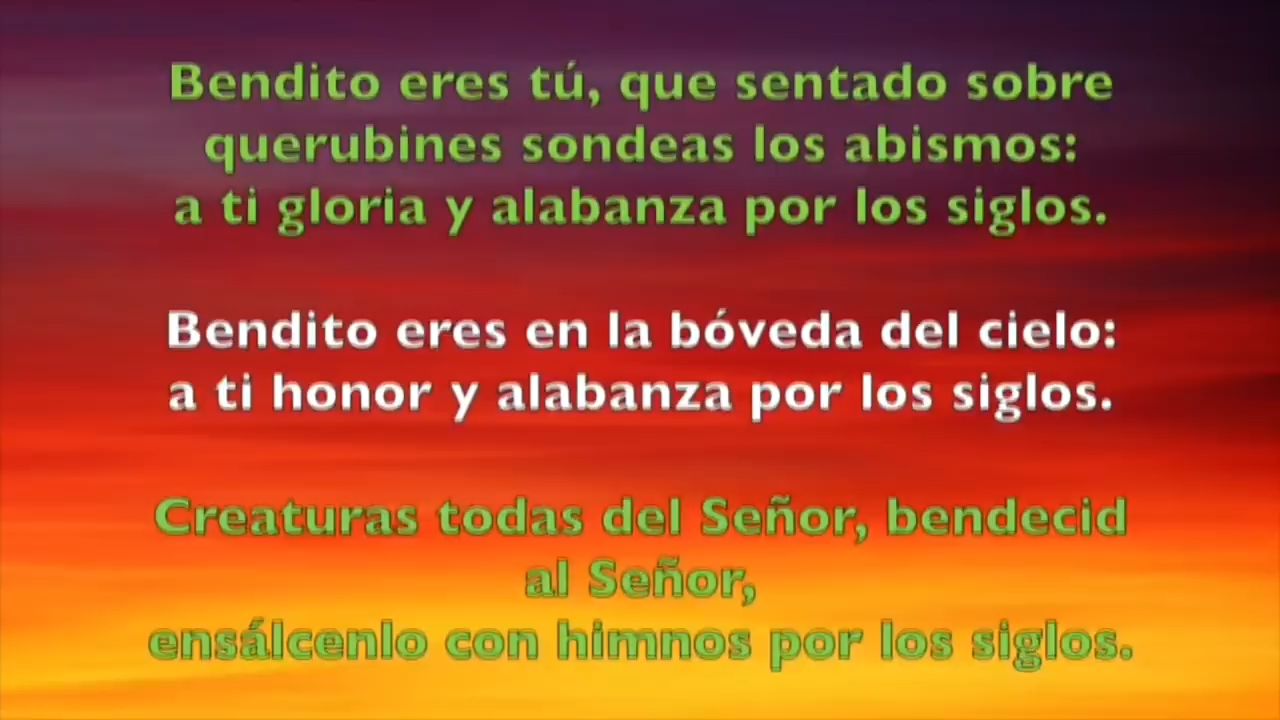 Bendito eres tú, que sentado sobre
querubines sondeas los abismos:
a ti gloria y alabanza por los siglos.
Bendito eres en la bóveda del cielo:
a ti honor y alabanza por los siglos.
Creaturas todas del Señor, bendecid
al Señor,
ensálcenlo con himnos por los siglos.